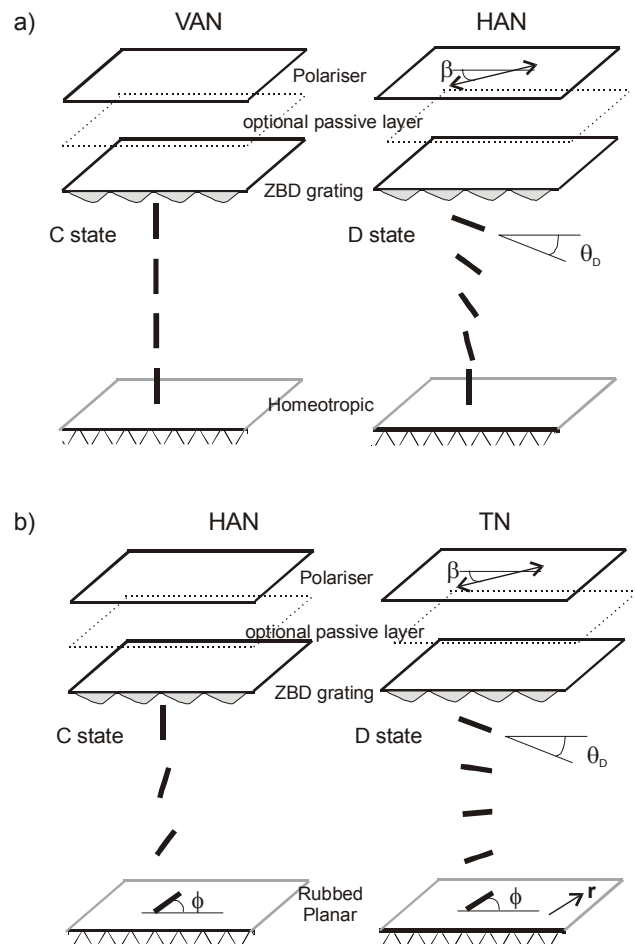 a)
VAN
HAN
Polariser
β
optional passive layer
ZBD grating
C state
D state
θD
Homeotropic
b)
HAN
TN
Polariser
β
optional passive layer
ZBD grating
C state
D state
θD
ϕ
Rubbed
Planar
ϕ
r